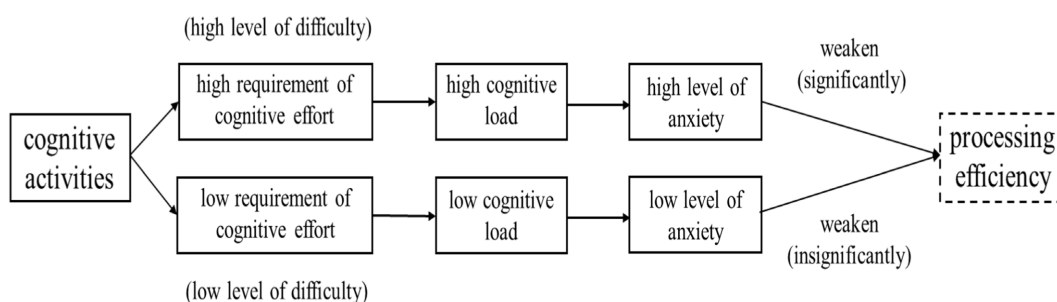 (high level of difficulty)
cognitive
activities
high requirement of
cognitive effort
high cognitive
load
high level of
anxiety
weaken
(significantly)
low requirement of
cognitive effort
low cognitive
load
low level of
anxiety
weaken
(insignificantly)
processing
efficiency
(low level of difficulty)